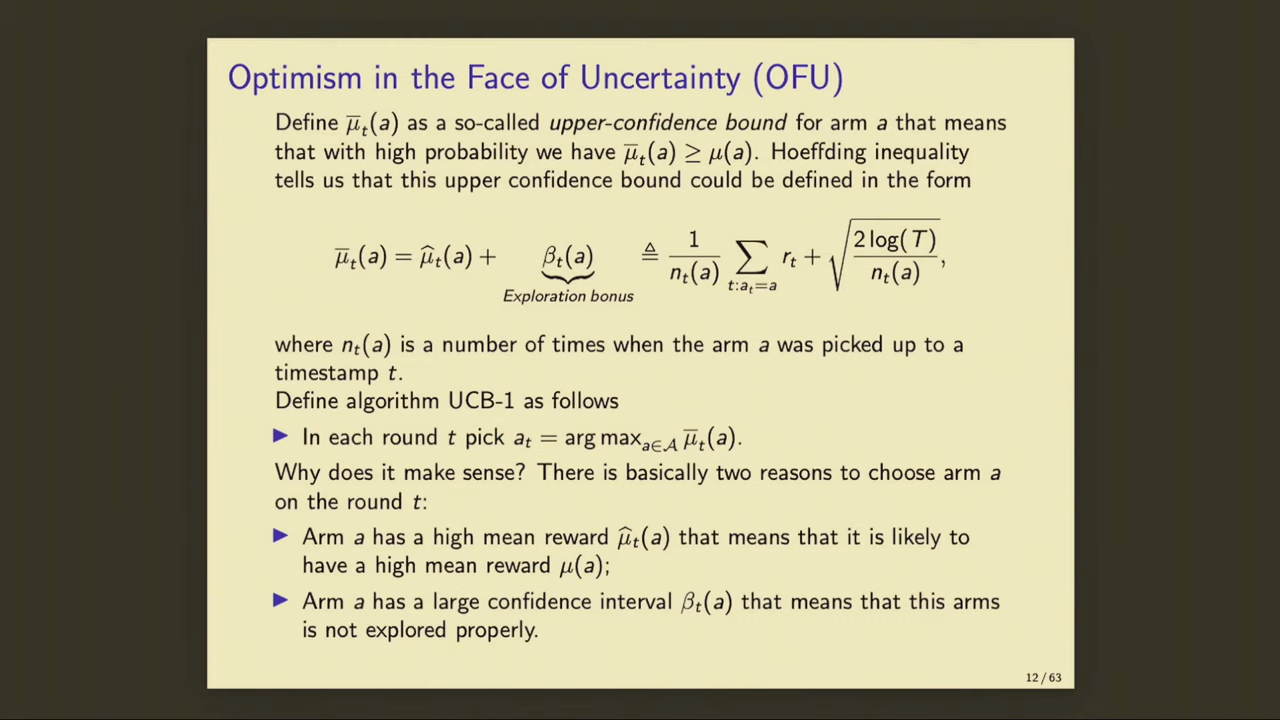 Optimism in the Face of Uncertainty (OFU)
Define μ̅_t(a) as a so-called upper-confidence bound for arm a that means
that with high probability we have μ̅_t(a) ≥ μ(a). Hoeffding inequality
tells us that this upper confidence bound could be defined in the form
μ̅_t(a) = μ̂_t(a) + β_t(a) ≜ 1/n_t(a) ∑_{t:a_t=a} r_t + √(2 log(T)/n_t(a)),
Exploration bonus
where n_t(a) is a number of times when the arm a was picked up to a
timestamp t.
Define algorithm UCB-1 as follows
▶ In each round t pick a_t = arg max_{a∈𝒜} μ̅_t(a).
Why does it make sense? There is basically two reasons to choose arm a
on the round t:
▶ Arm a has a high mean reward μ̂_t(a) that means that it is likely to
have a high mean reward μ(a);
▶ Arm a has a large confidence interval β_t(a) that means that this arms
is not explored properly.
12 / 63